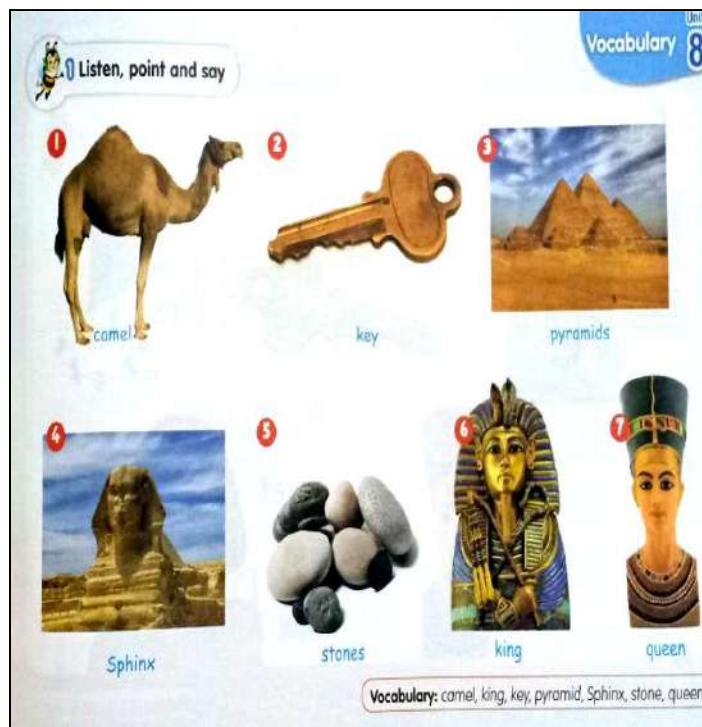 Unit
Vocabulary 8
1 Listen, point and say
1
2
3
camel
key
pyramids
4
5
6
7
Sphinx
stones
king
queen
Vocabulary: camel, king, key, pyramid, Sphinx, stone, queen